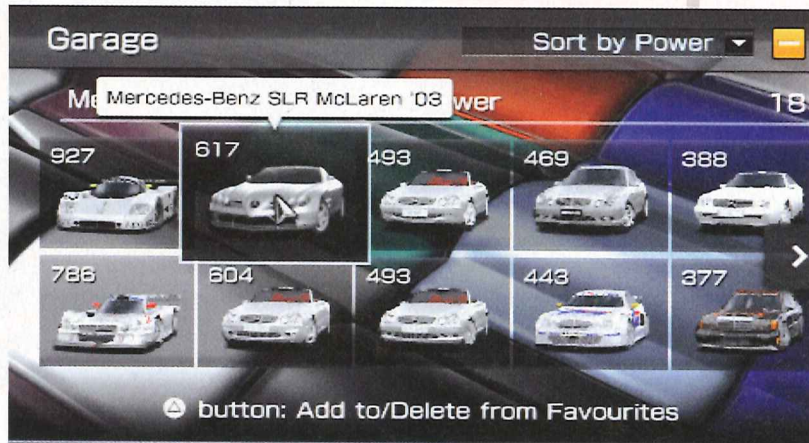 Garage
Sort by Power
Mercedes-Benz SLR McLaren '03
Me
wer
18
927
617
493
469
388
786
604
493
443
377
button: Add to/Delete from Favourites